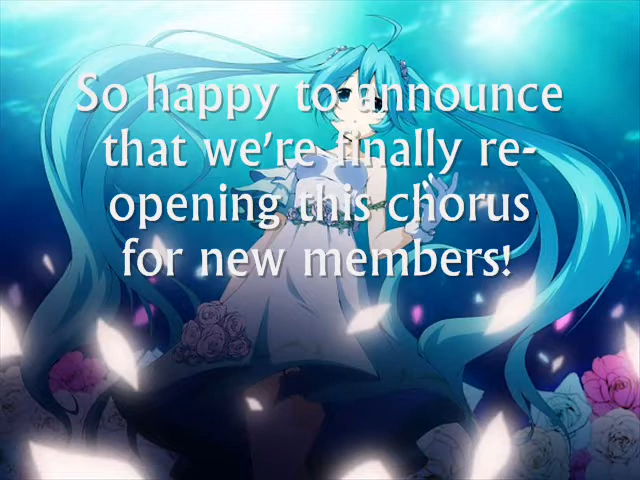 So happy to announce
that we're finally re-
opening this chorus
for new members!